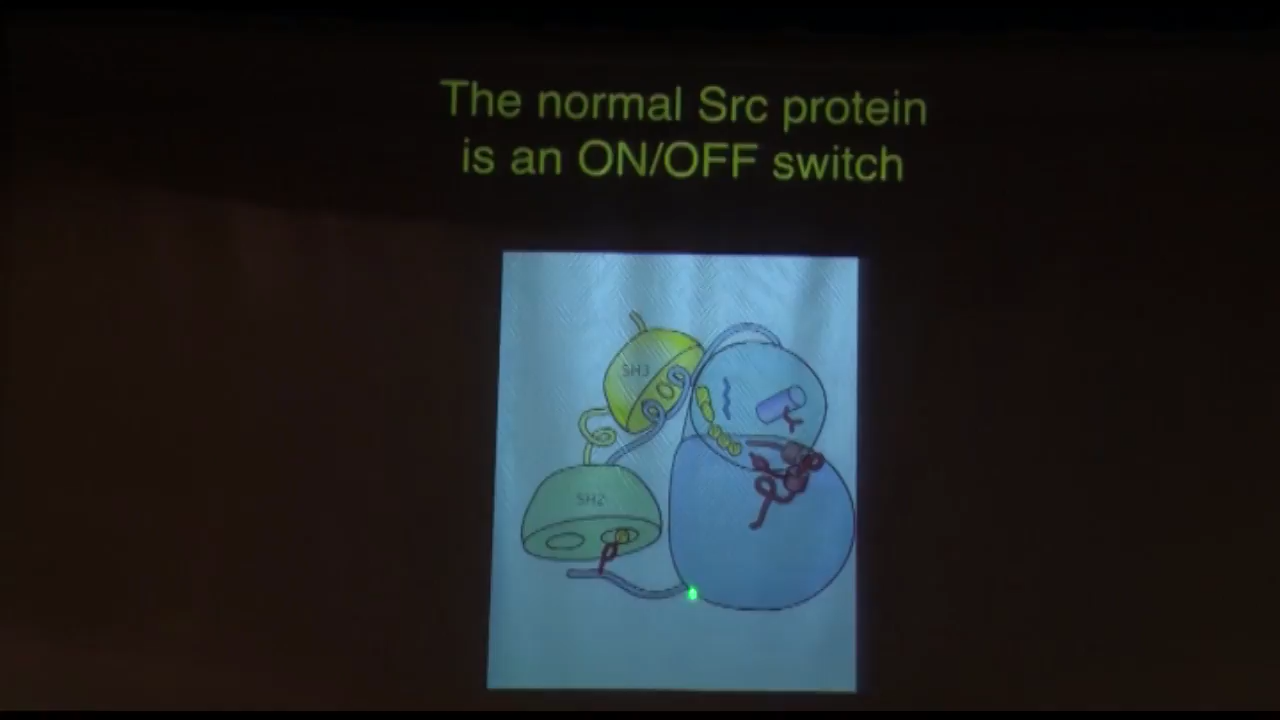 The normal Src protein
is an ON/OFF switch
SH3
SH2